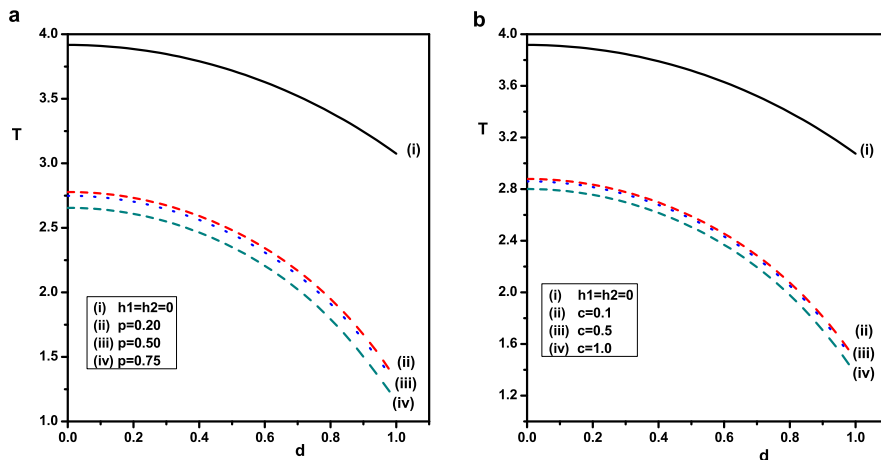 a
4.0
3.5
T
3.0
2.5
2.0
1.5
1.0
(i)
(i) h1=h2=0
(ii) p=0.20
(iii) p=0.50
(iv) p=0.75
(ii)
(iii)
(iv)
0.0 0.2 0.4 0.6 0.8 1.0
d
b
4.0
3.6
T
3.2
2.8
2.4
2.0
1.6
1.2
(i)
(i) h1=h2=0
(ii) c=0.1
(iii) c=0.5
(iv) c=1.0
(ii)
(iii)
(iv)
0.0 0.2 0.4 0.6 0.8 1.0
d